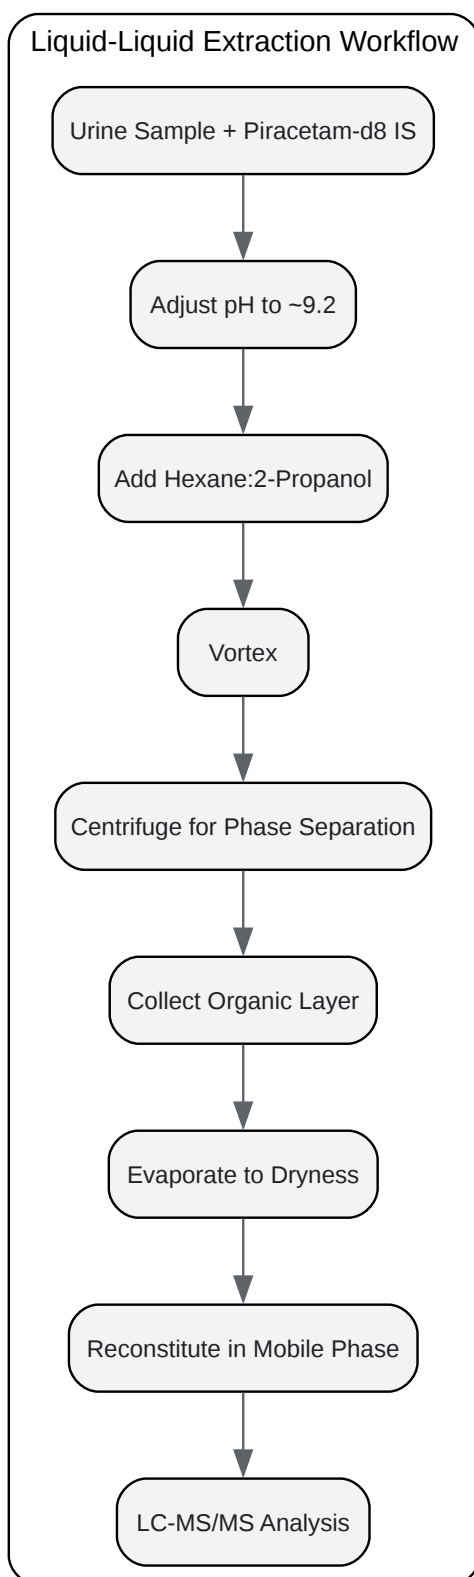 Liquid-Liquid Extraction Workflow
Urine Sample + Piracetam-d8 IS
Adjust pH to ~9.2
Add Hexane:2-Propanol
Vortex
Centrifuge for Phase Separation
Collect Organic Layer
Evaporate to Dryness
Reconstitute in Mobile Phase
LC-MS/MS Analysis